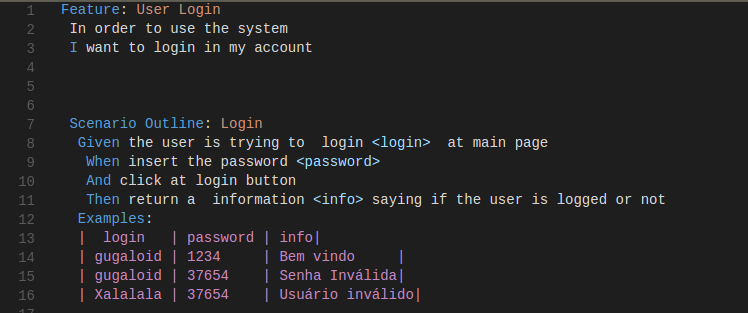 1 Feature: User Login
2 In order to use the system
3 I want to login in my account
4
5
6
7 Scenario Outline: Login
8 Given the user is trying to  login <login>  at main page
9 When insert the password <password>
10 And click at login button
11 Then return a  information <info> saying if the user is logged or not
12 Examples:
13 |  login   | password | info|
14 | gugaloid | 1234     | Bem vindo     |
15 | gugaloid | 37654    | Senha Inválida|
16 | Xalalala | 37654    | Usuário inválido|
17